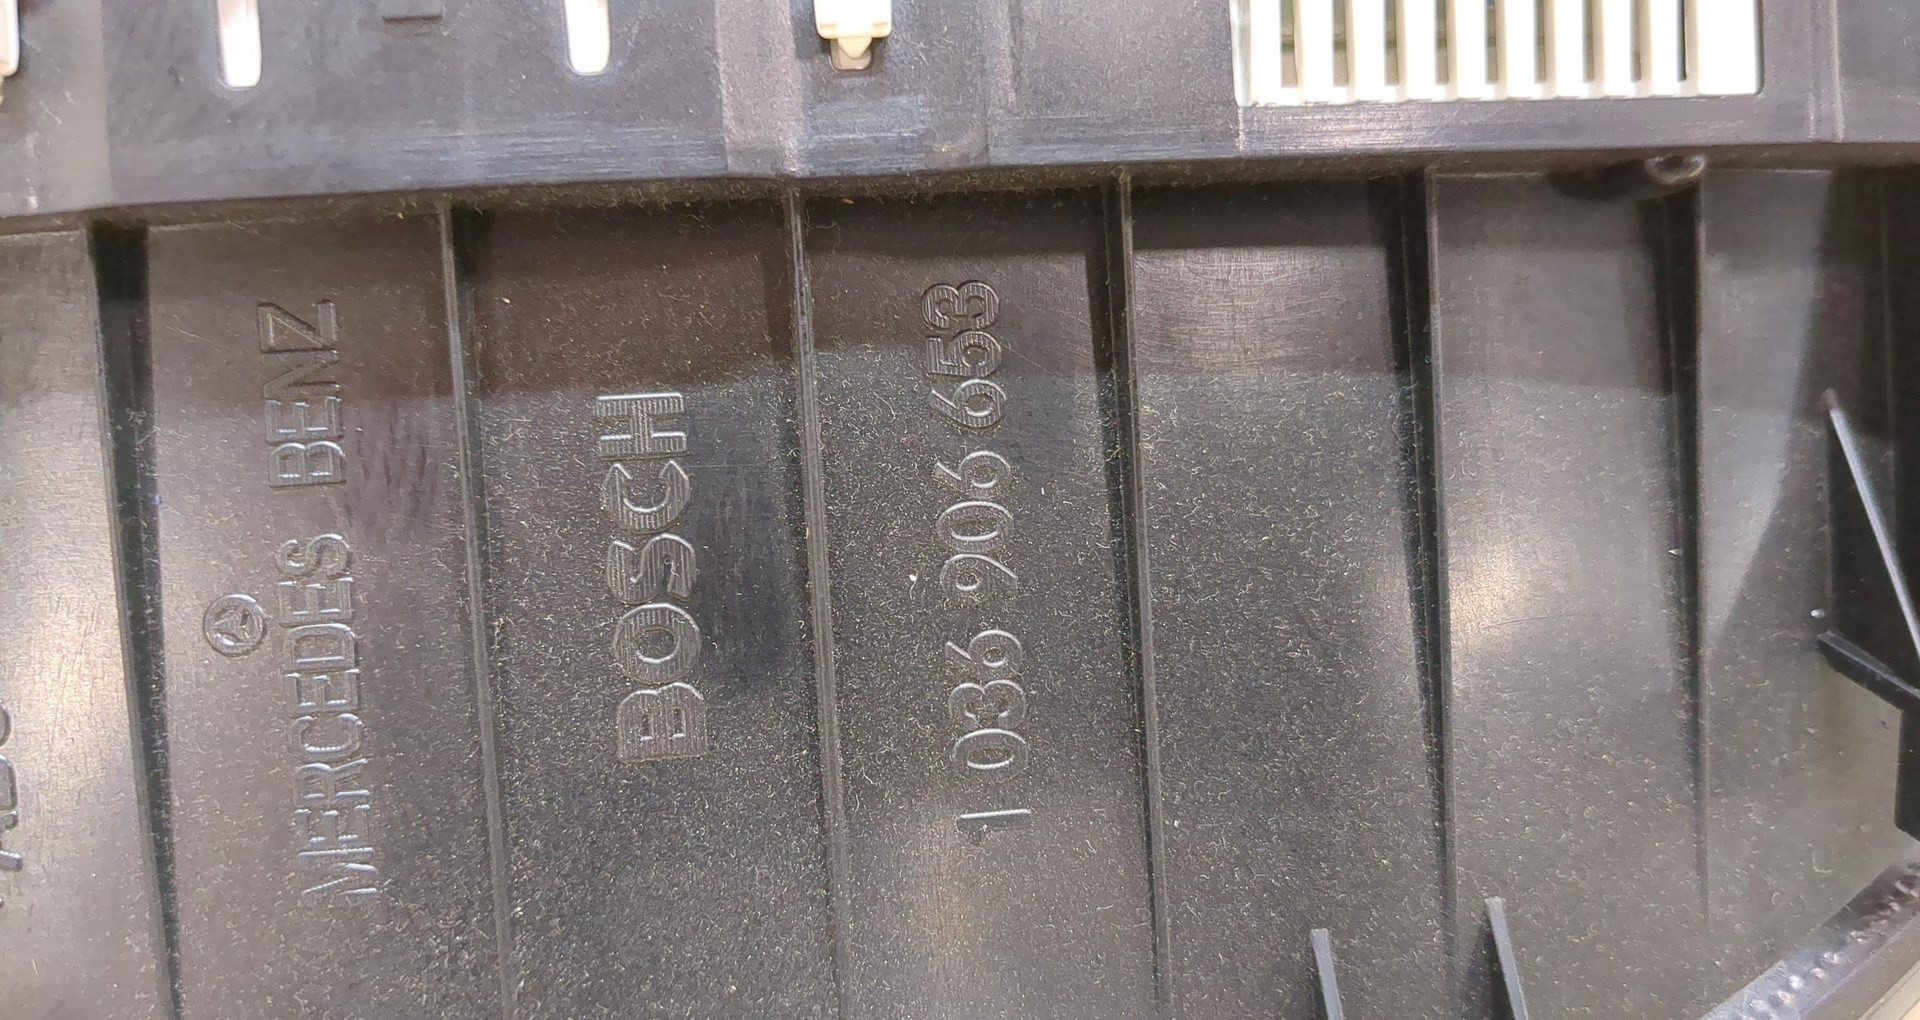 MERCEDES BENZ
BOSCH
1 036 906 653